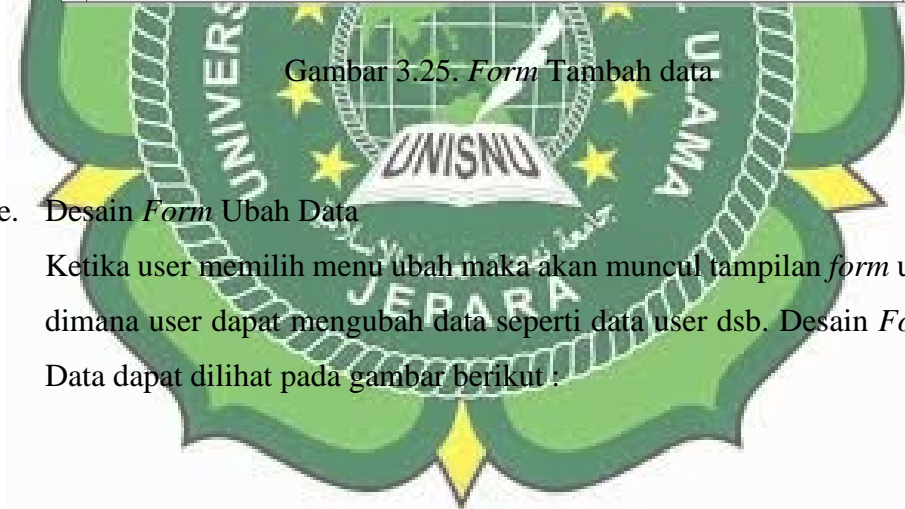 Gambar 3.25. Form Tambah data
UNIVERS
ULAMA
UNISNU
JEPARA
e. Desain Form Ubah Data
Ketika user memilih menu ubah maka akan muncul tampilan form u
dimana user dapat mengubah data seperti data user dsb. Desain Fo
Data dapat dilihat pada gambar berikut :